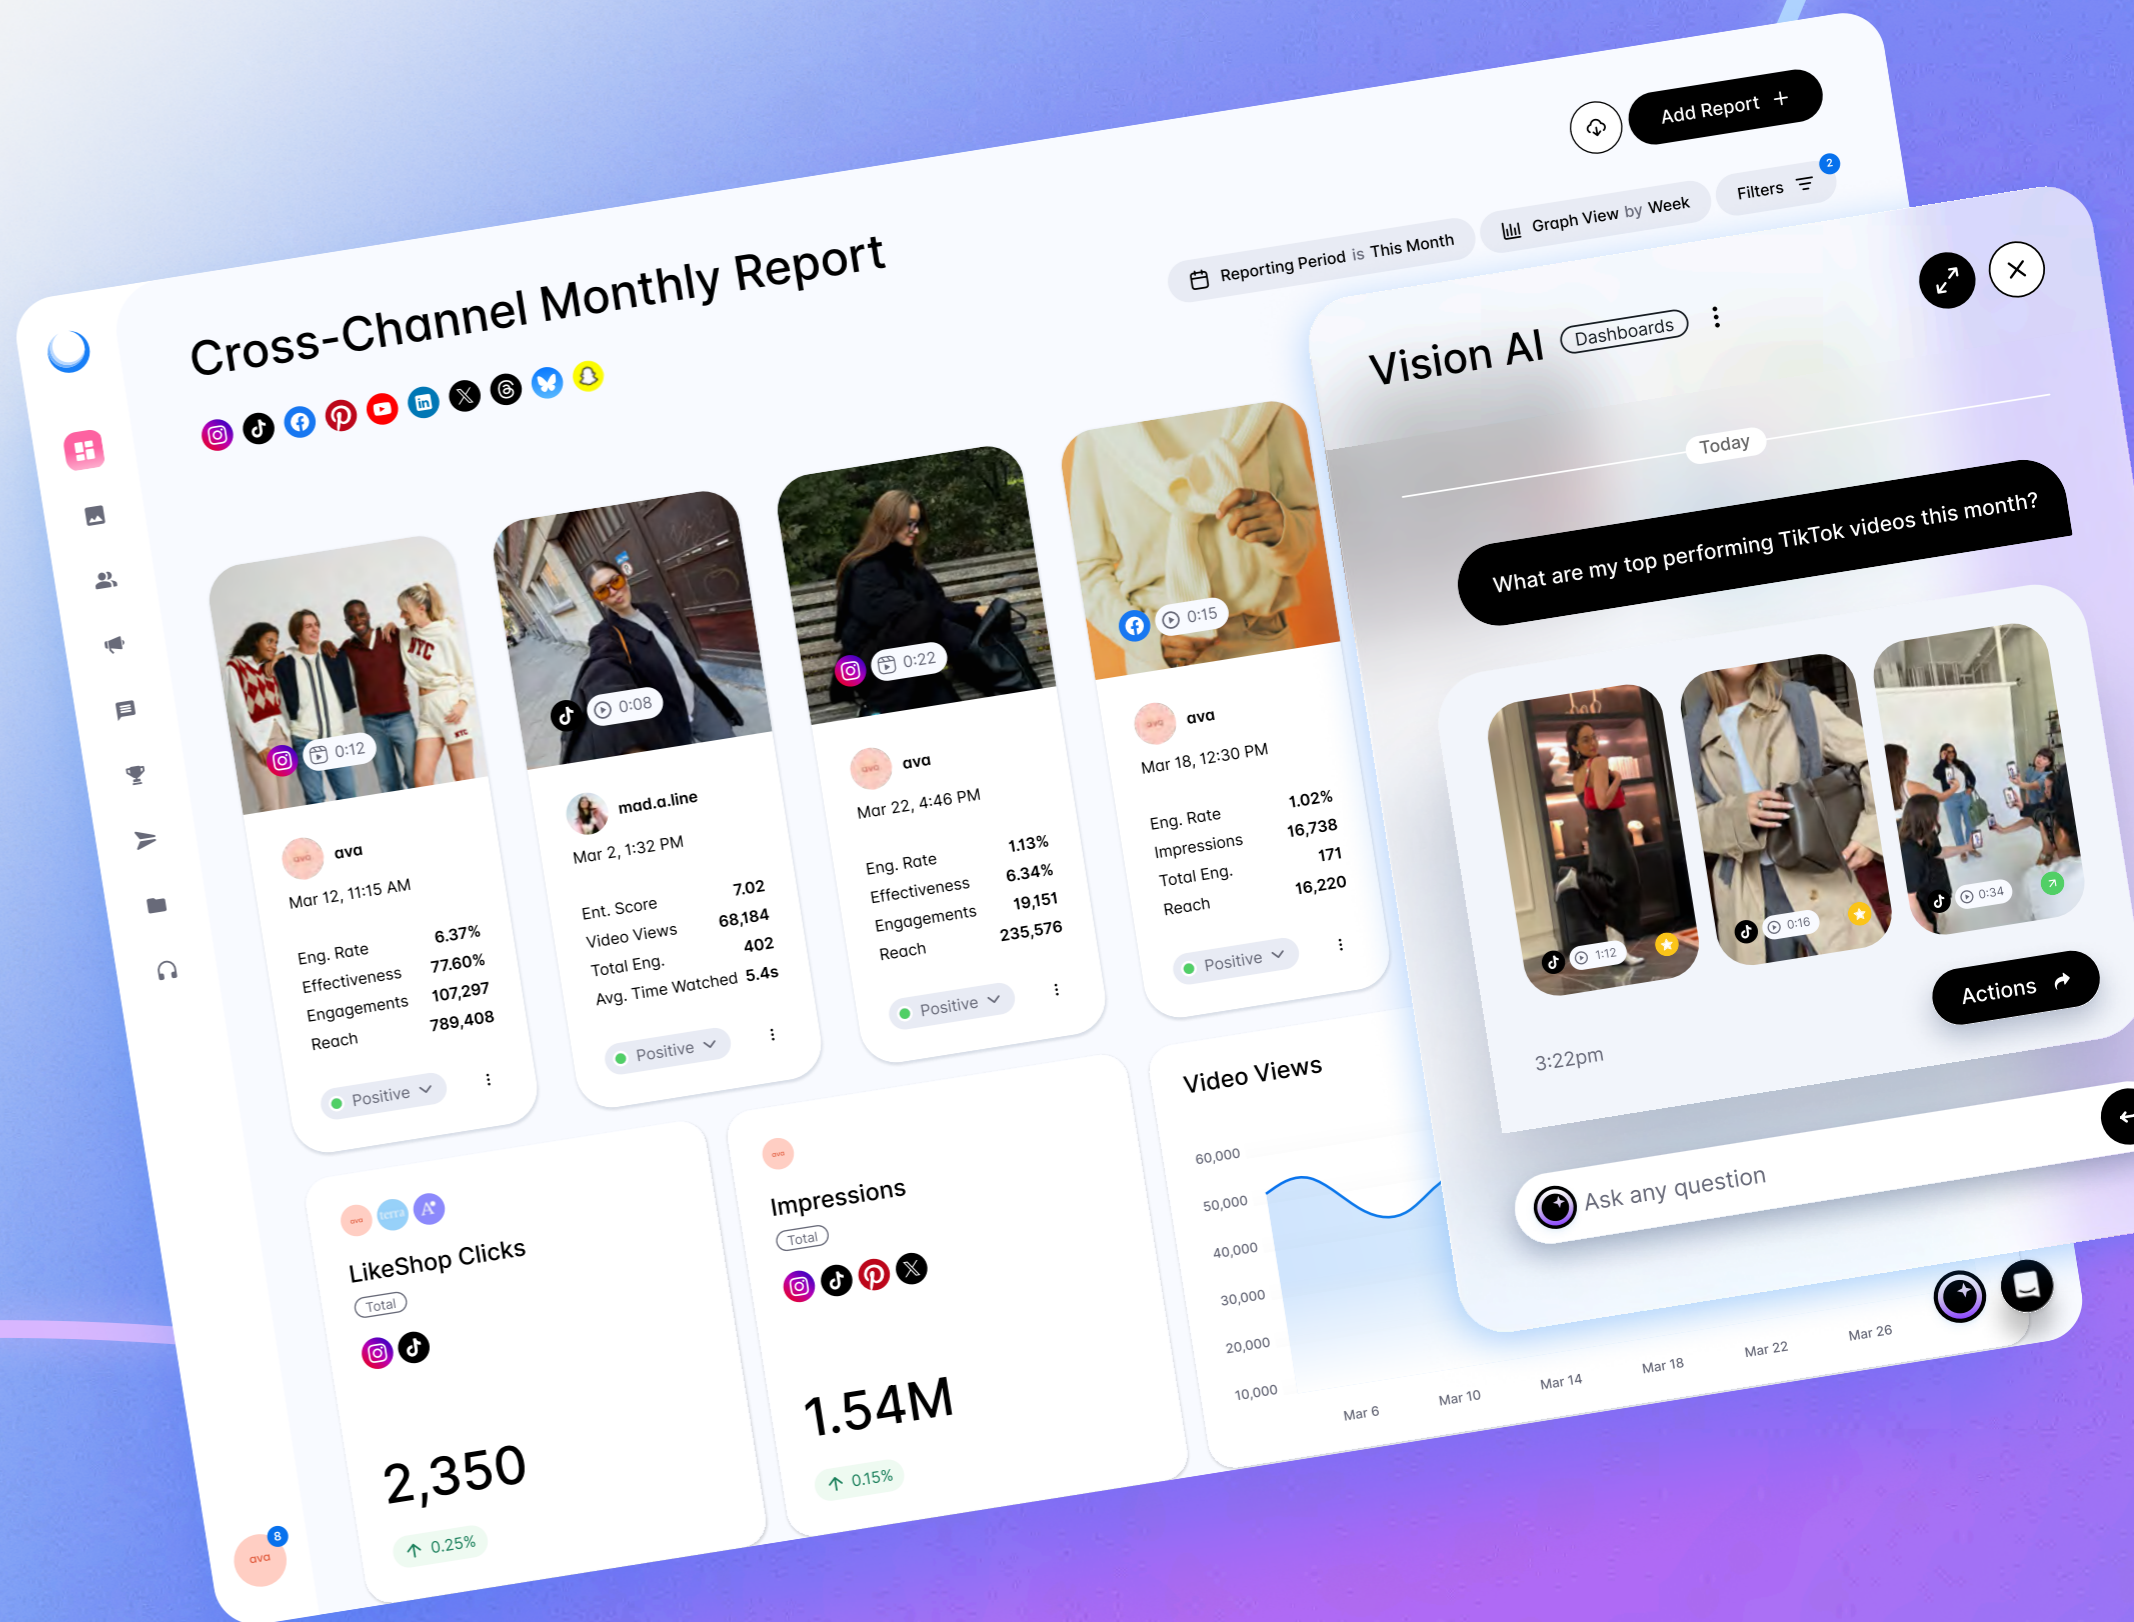 Add Report
2
Filters
Graph View by Week
Reporting Period is This Month
Cross-Channel Monthly Report
NYC
NYC
0:12
ava
Mar 12, 11:15 AM
Eng. Rate 6.37%
Effectiveness 77.60%
Engagements 107,297
Reach 789,408
Positive
0:08
mad.a.line
Mar 2, 1:32 PM
Ent. Score 7.02
Video Views 68,184
Total Eng. 402
Avg. Time Watched 5.4s
Positive
0:22
ava
Mar 22, 4:46 PM
Eng. Rate 1.13%
Effectiveness 6.34%
Engagements 19,151
Reach 235,576
Positive
0:15
ava
Mar 18, 12:30 PM
Eng. Rate 1.02%
Impressions 16,738
Total Eng. 171
Reach 16,220
Positive
ava terra A
LikeShop Clicks
Total
2,350
0.25%
ava
Impressions
Total
1.54M
0.15%
Video Views
60,000
50,000
40,000
30,000
20,000
10,000
Mar 6 Mar 10 Mar 14 Mar 18 Mar 22 Mar 26
ava
8
Vision AI
Dashboards
Today
What are my top performing TikTok videos this month?
1:12
0:16
0:34
Actions
3:22pm
Ask any question